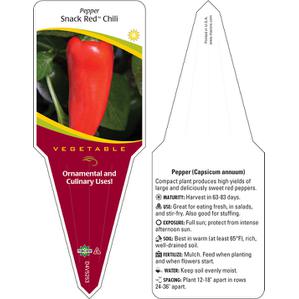 Pepper
Snack Red™ Chili
VEGETABLE
Ornamental and
Culinary Uses!
Printed in U.S.A.
Pepper (Capsicum annuum)
Compact plant produces high yields of
large and deliciously sweet red peppers.
MATURITY: Harvest in 63-83 days.
USE: Great for eating fresh, in salads,
and stir-fry. Also good for stuffing.
EXPOSURE: Full sun; protect from intense
afternoon sun.
SOIL: Best in warm (at least 65°F), rich,
well-drained soil.
FERTILIZE: Mulch. Feed when planting
and when flowers start.
WATER: Keep soil evenly moist.
SPACING: Plant 12-18" apart in rows
24-36" apart.